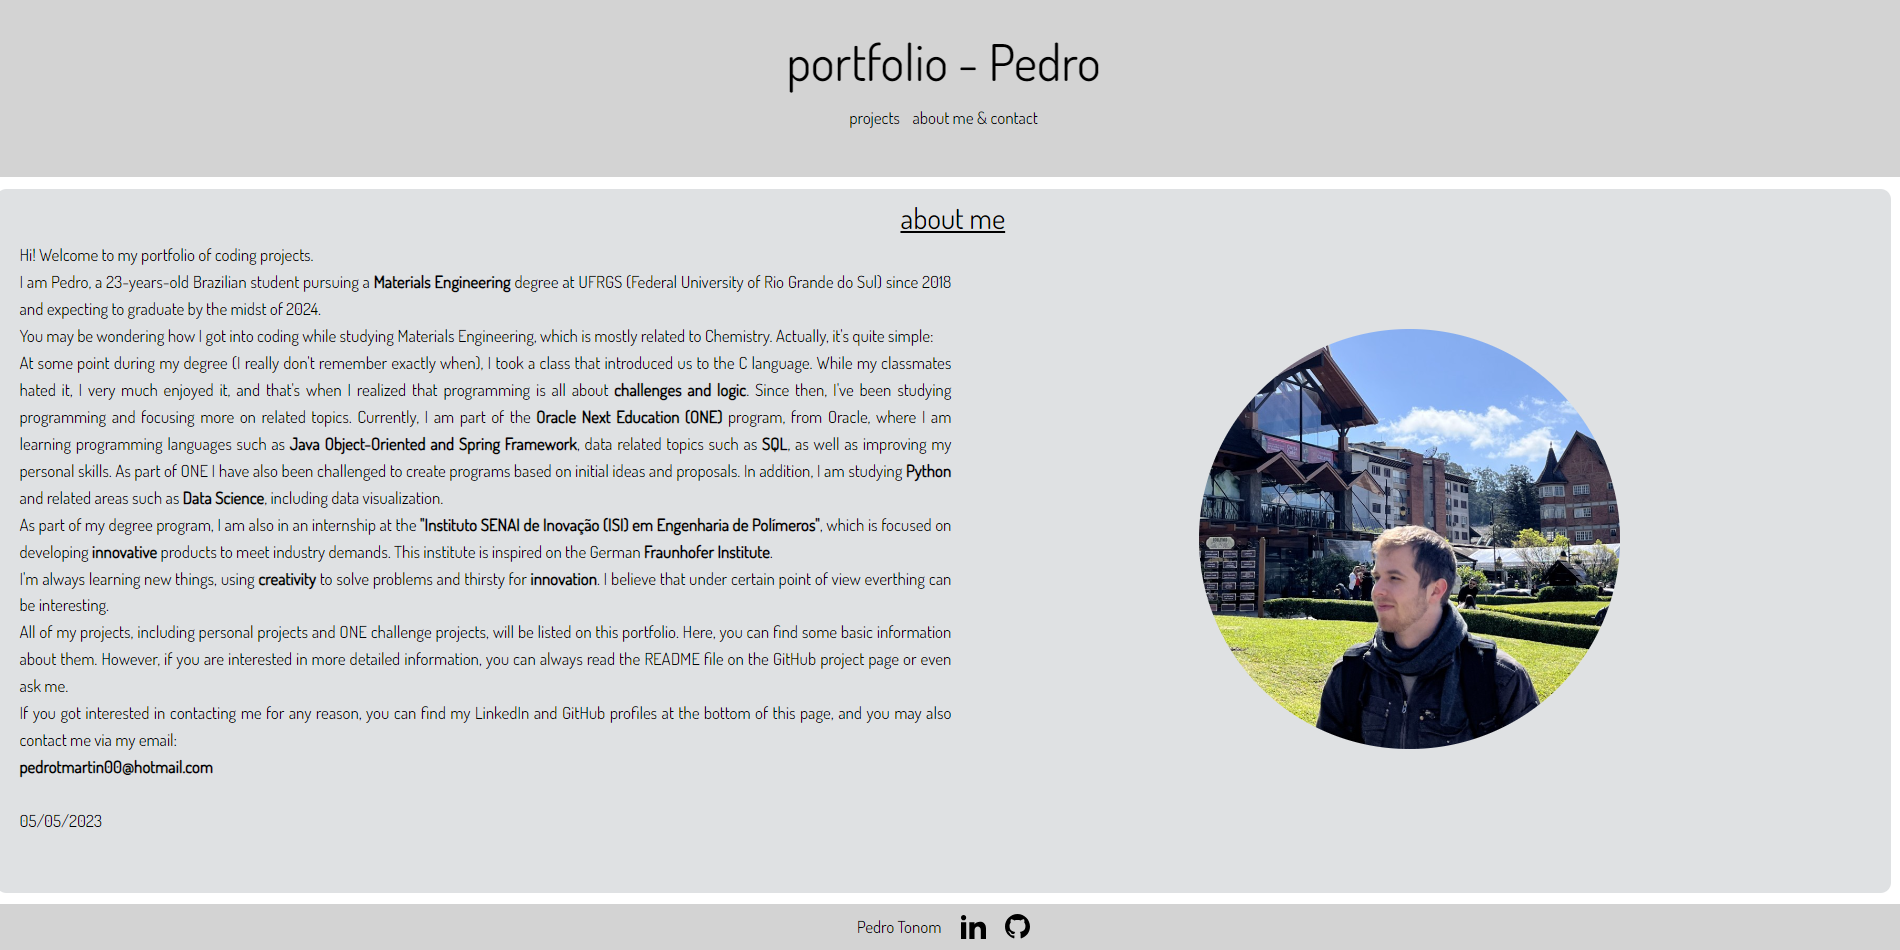 portfolio - Pedro
projects about me & contact
about me
Hi! Welcome to my portfolio of coding projects.
I am Pedro, a 23-years-old Brazilian student pursuing a Materials Engineering degree at UFRGS (Federal University of Rio Grande do Sul) since 2018
and expecting to graduate by the midst of 2024.
You may be wondering how I got into coding while studying Materials Engineering, which is mostly related to Chemistry. Actually, it's quite simple:
At some point during my degree (I really don't remember exactly when), I took a class that introduced us to the C language. While my classmates
hated it, I very much enjoyed it, and that's when I realized that programming is all about challenges and logic. Since then, I've been studying
programming and focusing more on related topics. Currently, I am part of the Oracle Next Education (ONE) program, from Oracle, where I am
learning programming languages such as Java Object-Oriented and Spring Framework, data related topics such as SQL, as well as improving my
personal skills. As part of ONE I have also been challenged to create programs based on initial ideas and proposals. In addition, I am studying Python
and related areas such as Data Science, including data visualization.
As part of my degree program, I am also in an internship at the "Instituto SENAI de Inovação (ISI) em Engenharia de Polímeros", which is focused on
developing innovative products to meet industry demands. This institute is inspired on the German Fraunhofer Institute.
I'm always learning new things, using creativity to solve problems and thirsty for innovation. I believe that under certain point of view everthing can
be interesting.
All of my projects, including personal projects and ONE challenge projects, will be listed on this portfolio. Here, you can find some basic information
about them. However, if you are interested in more detailed information, you can always read the README file on the GitHub project page or even
ask me.
If you got interested in contacting me for any reason, you can find my LinkedIn and GitHub profiles at the bottom of this page, and you may also
contact me via my email:
pedrotmartin00@hotmail.com
05/05/2023
Pedro Tonom in